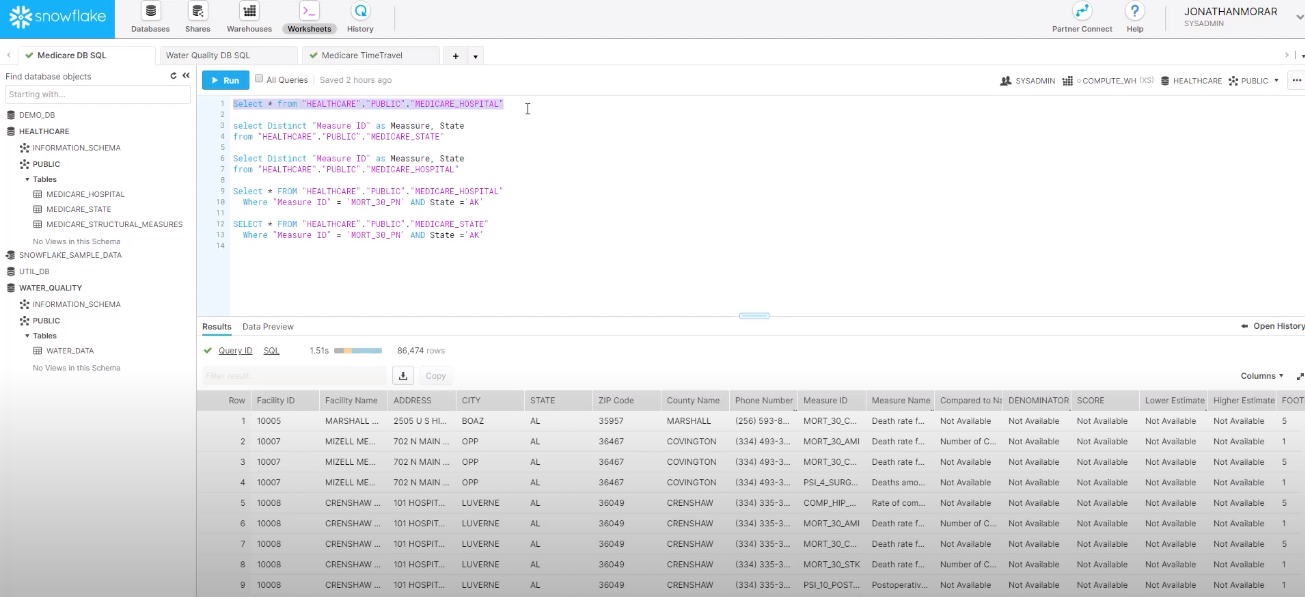 snowflake
Databases Shares Warehouses Worksheets History Partner Connect Help JONATHANMORAR
SYSADMIN
Medicare DB SQL Water Quality DB SQL Medicare TimeTravel +
Find database objects
Starting with...
DEMO_DB
HEALTHCARE
INFORMATION_SCHEMA
PUBLIC
Tables
MEDICARE_HOSPITAL
MEDICARE_STATE
MEDICARE_STRUCTURAL_MEASURES
No Views in this Schema
SNOWFLAKE_SAMPLE_DATA
UTIL_DB
WATER_QUALITY
INFORMATION_SCHEMA
PUBLIC
Tables
WATER_DATA
No Views in this Schema
Run All Queries Saved 2 hours ago SYSADMIN COMPUTE_WH (XS) HEALTHCARE PUBLIC ...
1 Select * from "HEALTHCARE"."PUBLIC"."MEDICARE_HOSPITAL"
2
3 select Distinct "Measure ID" as Meassure, State
4 from "HEALTHCARE"."PUBLIC"."MEDICARE_STATE"
5
6 Select Distinct "Measure ID" as Meassure, State
7 from "HEALTHCARE"."PUBLIC"."MEDICARE_HOSPITAL"
8
9 Select * FROM "HEALTHCARE"."PUBLIC"."MEDICARE_HOSPITAL"
10 Where "Measure ID" = 'MORT_30_PN' AND State ='AK'
11
12 SELECT * FROM "HEALTHCARE"."PUBLIC"."MEDICARE_STATE"
13 Where "Measure ID" = 'MORT_30_PN' AND State ='AK'
14
Results Data Preview Open History
Query ID SQL 1.51s 86,474 rows
Filter result... Copy Columns
Row Facility ID Facility Name ADDRESS CITY STATE ZIP Code County Name Phone Number Measure ID Measure Name Compared to Na DENOMINATOR SCORE Lower Estimate Higher Estimate FOOT
1 10005 MARSHALL ... 2505 U S HI... BOAZ AL 35957 MARSHALL (256) 593-8... MORT_30_C... Death rate f... Not Available Not Available Not Available Not Available Not Available 5
2 10007 MIZELL ME... 702 N MAIN ... OPP AL 36467 COVINGTON (334) 493-3... MORT_30_AMI Death rate f... Number of C... Not Available Not Available Not Available Not Available 1
3 10007 MIZELL ME... 702 N MAIN ... OPP AL 36467 COVINGTON (334) 493-3... MORT_30_C... Death rate f... Not Available Not Available Not Available Not Available Not Available 5
4 10007 MIZELL ME... 702 N MAIN ... OPP AL 36467 COVINGTON (334) 493-3... PSI_4_SURG... Deaths amo... Not Available Not Available Not Available Not Available Not Available 1
5 10008 CRENSHAW ... 101 HOSPIT... LUVERNE AL 36049 CRENSHAW (334) 335-3... COMP_HIP_... Rate of com... Not Available Not Available Not Available Not Available Not Available 5
6 10008 CRENSHAW ... 101 HOSPIT... LUVERNE AL 36049 CRENSHAW (334) 335-3... MORT_30_AMI Death rate f... Number of C... Not Available Not Available Not Available Not Available 1
7 10008 CRENSHAW ... 101 HOSPIT... LUVERNE AL 36049 CRENSHAW (334) 335-3... MORT_30_C... Death rate f... Not Available Not Available Not Available Not Available Not Available 5
8 10008 CRENSHAW ... 101 HOSPIT... LUVERNE AL 36049 CRENSHAW (334) 335-3... MORT_30_STK Death rate f... Number of C... Not Available Not Available Not Available Not Available 1
9 10008 CRENSHAW ... 101 HOSPIT... LUVERNE AL 36049 CRENSHAW (334) 335-3... PSI_10_POST... Postoperativ... Not Available Not Available Not Available Not Available Not Available 1